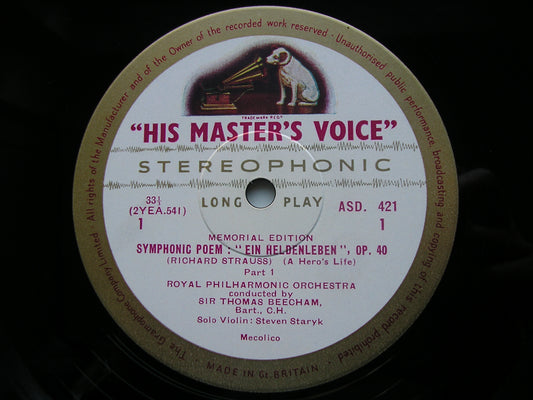 All rights of the Manufacturer and of the Owner of the recorded work reserved · Unauthorised public performance, broadcasting and copying of this record prohibited
TRADE MARK REGD
"HIS MASTER'S VOICE"
STEREOPHONIC
LONG PLAY
33⅓
(2YEA.541)
1
ASD. 421
1
MEMORIAL EDITION
SYMPHONIC POEM : "EIN HELDENLEBEN", OP. 40
(RICHARD STRAUSS) (A Hero's Life)
Part 1
ROYAL PHILHARMONIC ORCHESTRA
conducted by
SIR THOMAS BEECHAM,
Bart., C.H.
Solo Violin: Steven Staryk
Mecolico
The Gramophone Company Limited ·
· MADE IN Gt. BRITAIN ·